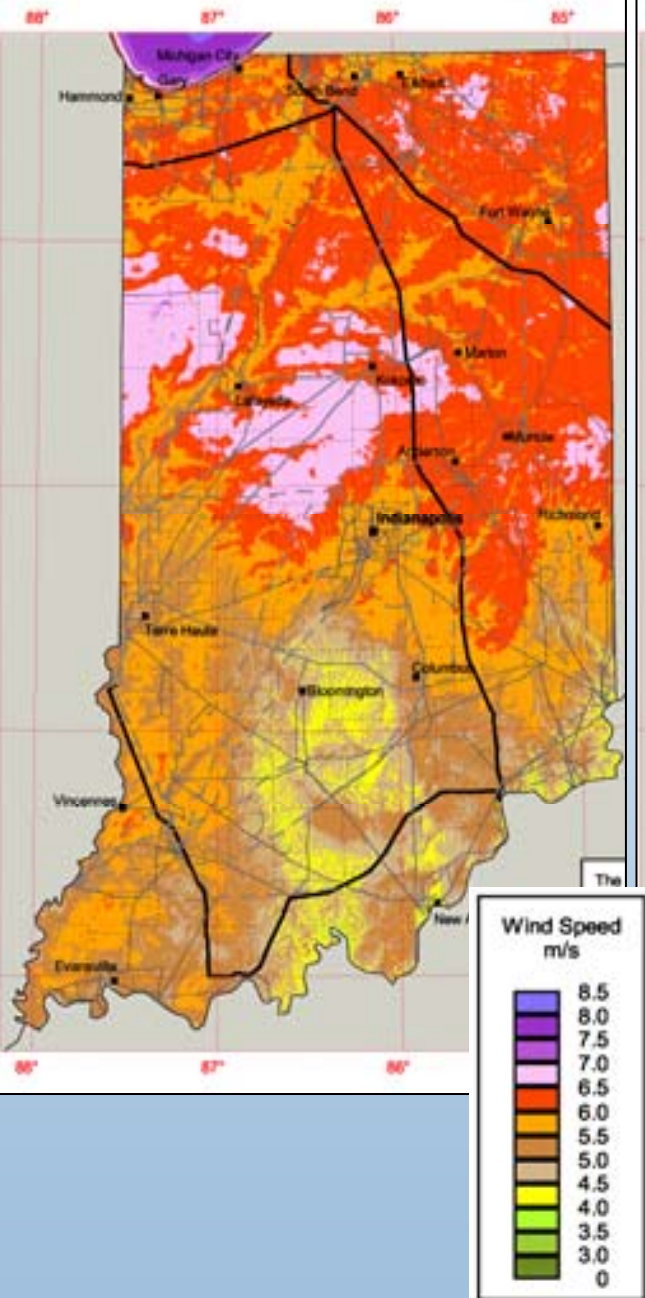 88° 87° 86° 85°
Michigan City
Gary
Hammond
South Bend
Elkhart
Fort Wayne
Marion
Kokomo
Lafayette
Muncie
Anderson
Indianapolis
Richmond
Terre Haute
Columbus
Bloomington
Vincennes
The
New A
Evansville
88° 87° 86°
Wind Speed
m/s
8.5
8.0
7.5
7.0
6.5
6.0
5.5
5.0
4.5
4.0
3.5
3.0
0